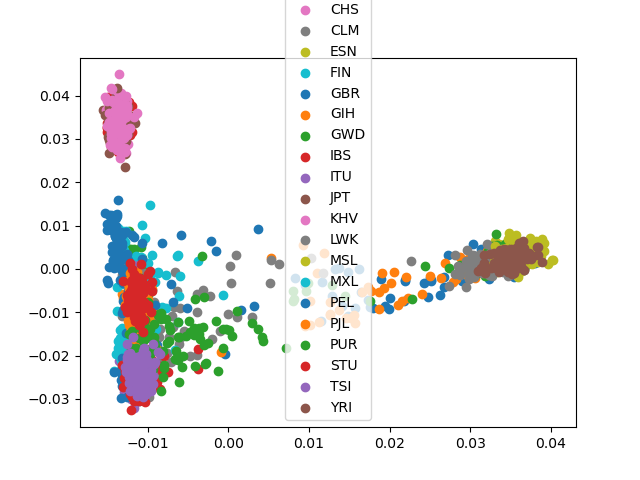 CHS
CLM
ESN
FIN
GBR
GIH
GWD
IBS
ITU
JPT
KHV
LWK
MSL
MXL
PEL
PJL
PUR
STU
TSI
YRI
0.04
0.03
0.02
0.01
0.00
−0.01
−0.02
−0.03
−0.01 0.00 0.01 0.02 0.03 0.04